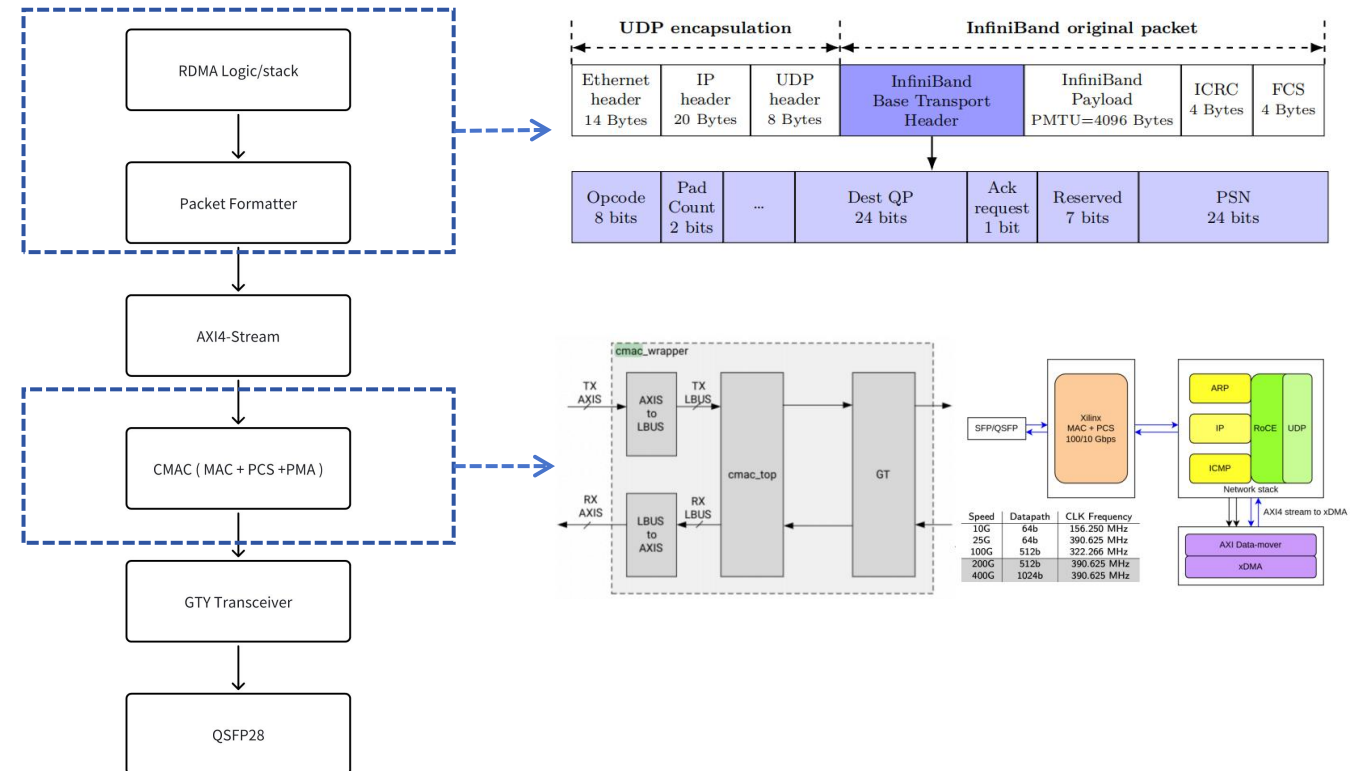 RDMA Logic/stack
Packet Formatter
AXI4-Stream
CMAC ( MAC + PCS +PMA )
GTY Transceiver
QSFP28
UDP encapsulation
InfiniBand original packet
Ethernet
header
14 Bytes
IP
header
20 Bytes
UDP
header
8 Bytes
InfiniBand
Base Transport
Header
InfiniBand
Payload
PMTU=4096 Bytes
ICRC
4 Bytes
FCS
4 Bytes
Opcode
8 bits
Pad
Count
2 bits
...
Dest QP
24 bits
Ack
request
1 bit
Reserved
7 bits
PSN
24 bits
cmac_wrapper
TX
AXIS
AXIS
to
LBUS
TX
LBUS
cmac_top
GT
RX
AXIS
LBUS
to
AXIS
RX
LBUS
SFP/QSFP
Xilinx
MAC + PCS
100/10 Gbps
ARP
IP
ICMP
RoCE
UDP
Network stack
AXI4 stream to xDMA
AXI Data-mover
xDMA
Speed Datapath CLK Frequency
10G 64b 156.250 MHz
25G 64b 390.625 MHz
100G 512b 322.266 MHz
200G 512b 390.625 MHz
400G 1024b 390.625 MHz